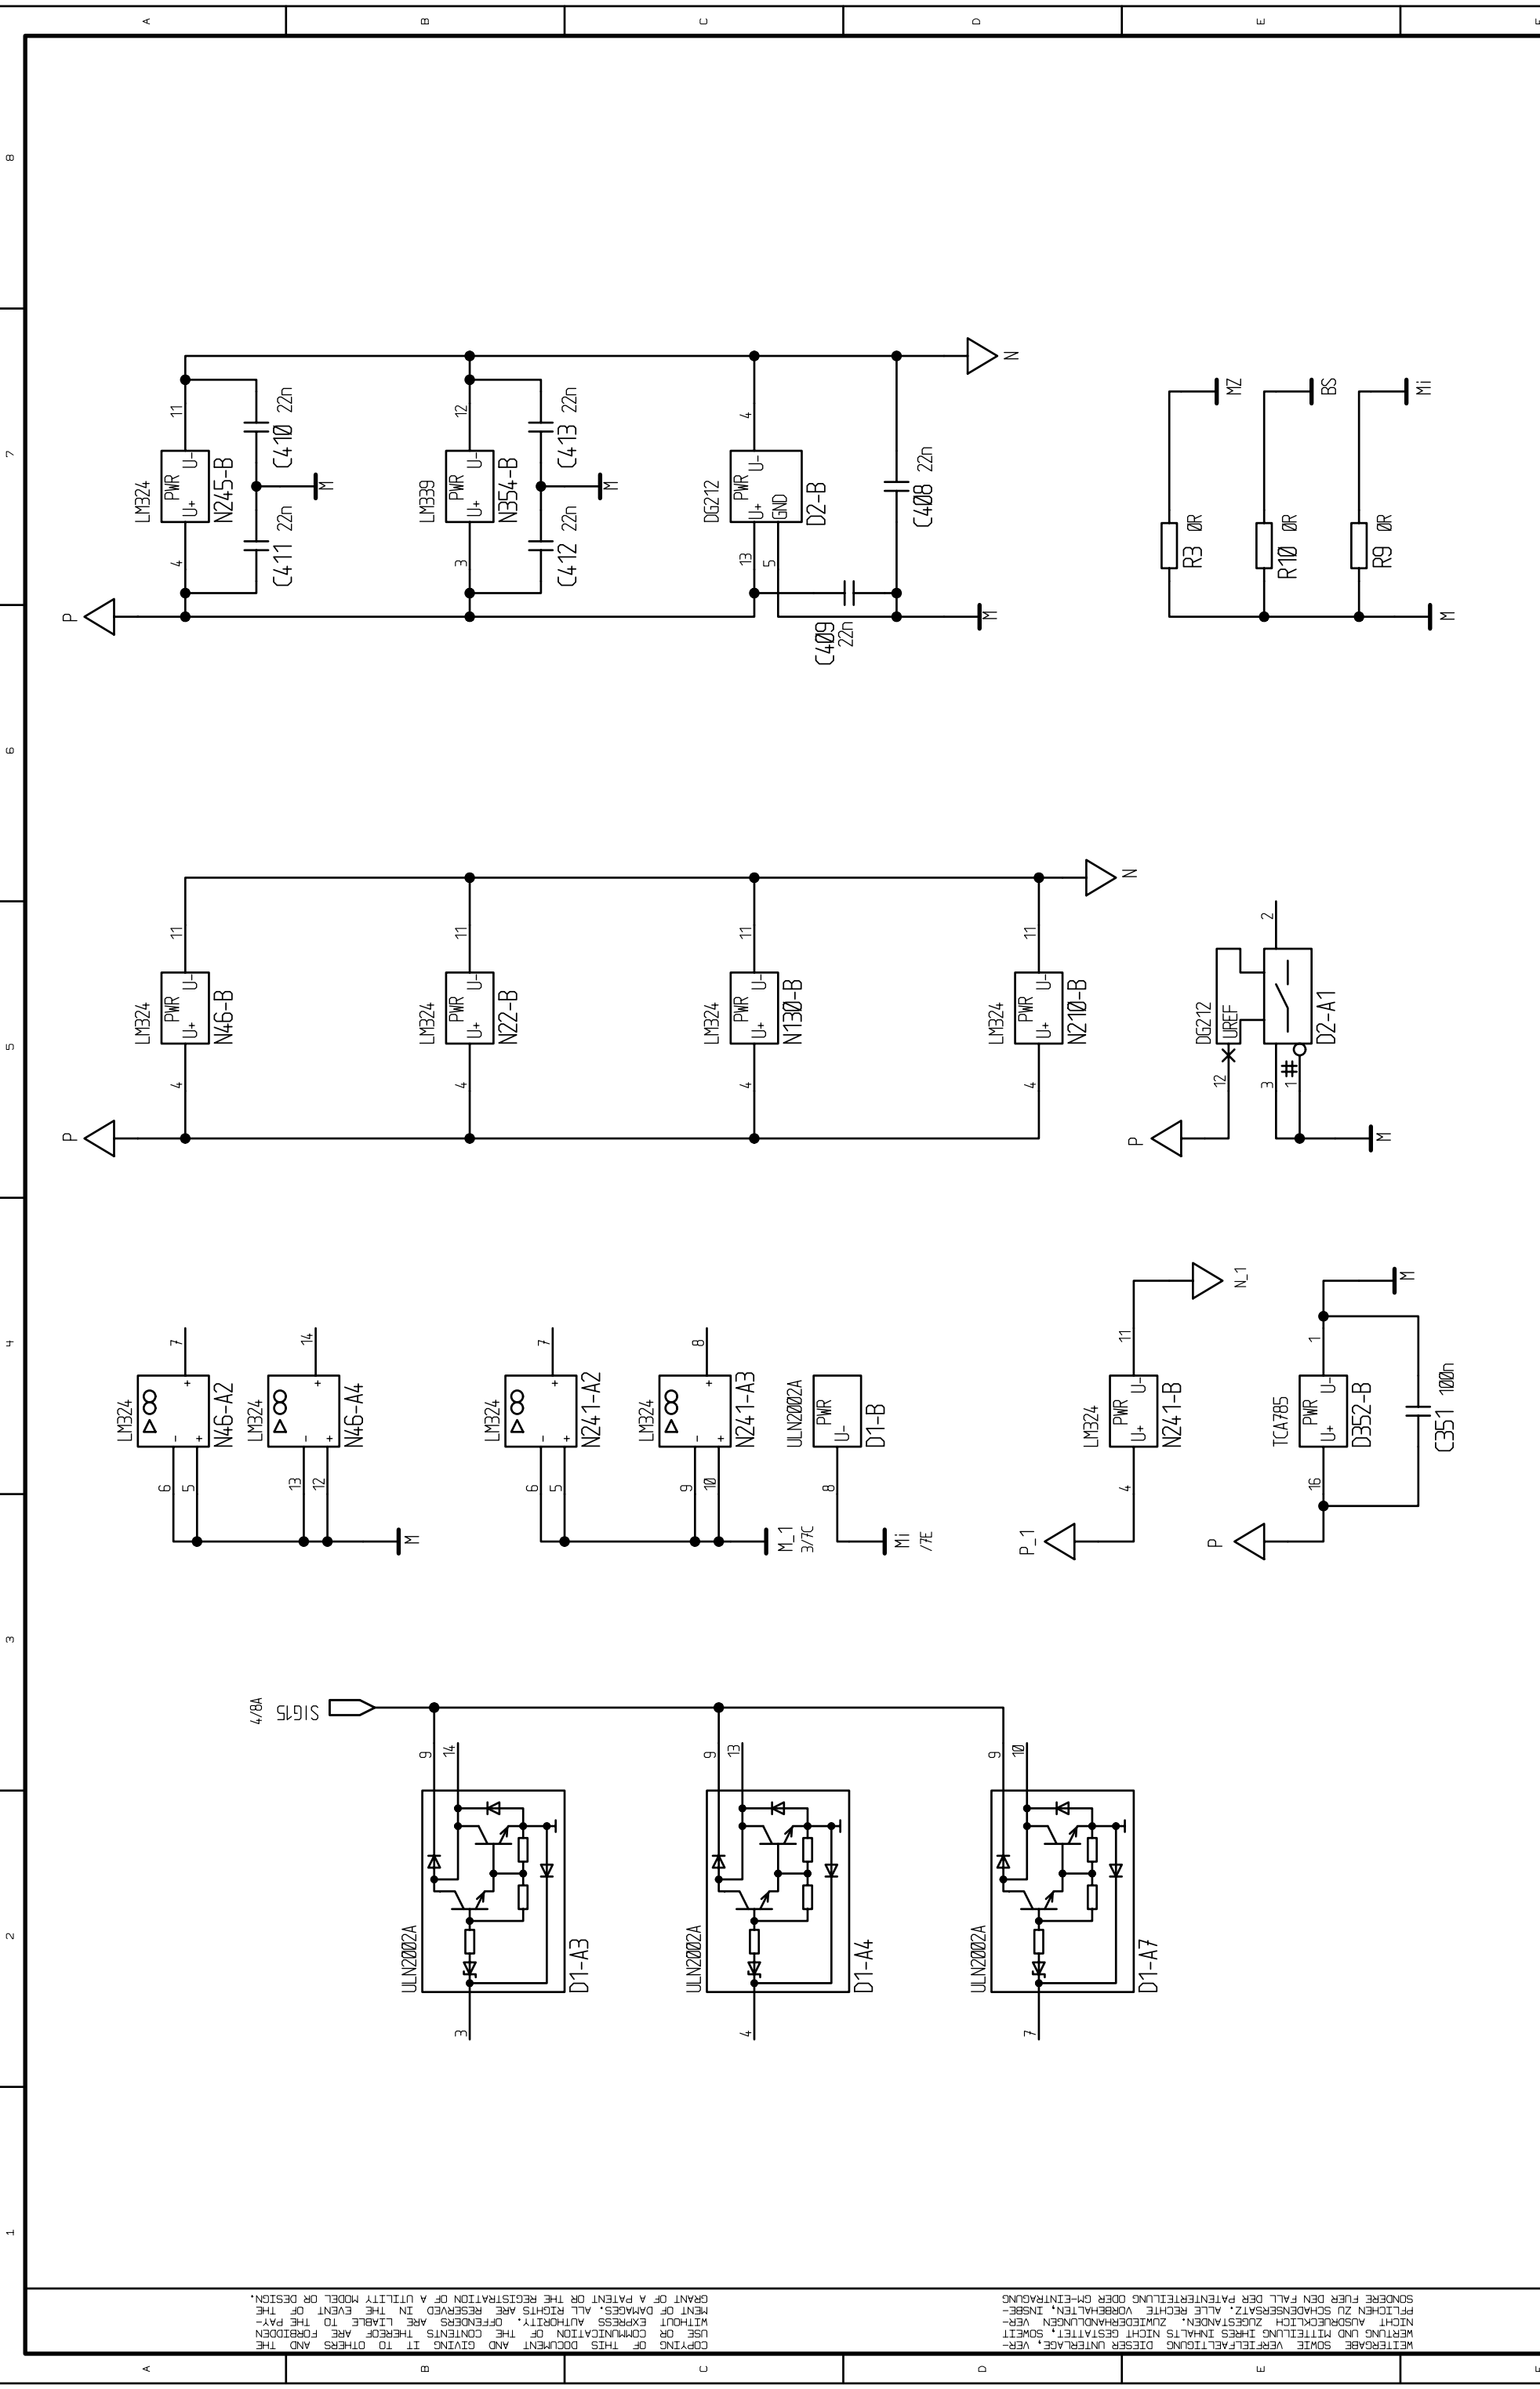 A
B
C
D
E
8
7
6
5
4
3
2
1
P
LM324
PWR
U+ U-
N245-B
4
11
C411 22n
C410 22n
M
LM339
PWR
U+ U-
N354-B
3
12
C412 22n
C413 22n
M
DG212
PWR
U+ U-
GND
D2-B
13
5
4
C409
22n
C408 22n
M
N
R3 0R
MZ
R10 0R
BS
R9 0R
Mi
M
P
LM324
PWR
U+ U-
N46-B
4
11
LM324
PWR
U+ U-
N22-B
4
11
LM324
PWR
U+ U-
N130-B
4
11
LM324
PWR
U+ U-
N210-B
4
11
N
P
DG212
UREF
12
3
1
#
2
D2-A1
M
LM324
6
5
7
- +
+
N46-A2
LM324
13
12
14
- +
+
N46-A4
M
LM324
6
5
7
- +
+
N241-A2
LM324
9
10
8
- +
+
N241-A3
M_1
3/7C
ULN2002A
PWR
U-
D1-B
8
Mi
/7E
P_1
LM324
PWR
U+ U-
N241-B
4
11
N_1
P
TCA785
PWR
U+ U-
D352-B
16
1
C351 100n
M
4/8A
SIG15
ULN2002A
3
9
14
D1-A3
ULN2002A
4
9
13
D1-A4
ULN2002A
7
9
10
D1-A7
COPYING OF THIS DOCUMENT AND GIVING IT TO OTHERS AND THE
USE OR COMMUNICATION OF THE CONTENTS THEREOF ARE FORBIDDEN
WITHOUT EXPRESS AUTHORITY. OFFENDERS ARE LIABLE TO THE PAY-
MENT OF DAMAGES. ALL RIGHTS ARE RESERVED IN THE EVENT OF THE
GRANT OF A PATENT OR THE REGISTRATION OF A UTILITY MODEL OR DESIGN.
WEITERGABE SOWIE VERFIELFAELTIGUNG DIESER UNTERLAGE, VER-
WERTUNG UND MITTEILUNG IHRES INHALTS NICHT GESTATTET, SOWEIT
NICHT AUSDRUECKLICH ZUGESTANDEN. ZUWIEDERHANDLUNGEN VER-
PFLICHEN ZU SCHADENSERSATZ. ALLE RECHTE VORBEHALTEN, INSBE-
SONDERE FUER DEN FALL DER PATENTERTEILUNG ODER GM-EINTRAGUNG
A
B
C
D
E